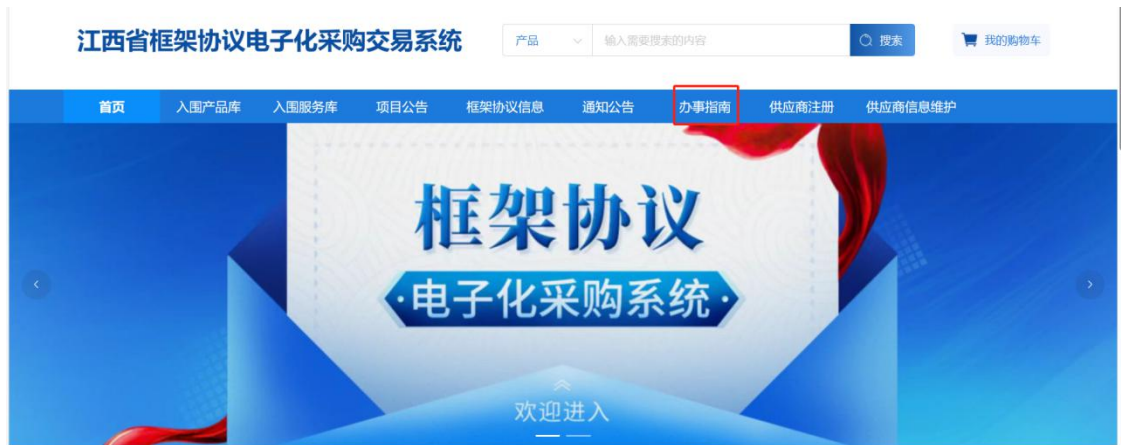 江西省框架协议电子化采购交易系统
产品 输入需要搜索的内容 搜索 我的购物车
首页 入围产品库 入围服务库 项目公告 框架协议信息 通知公告 办事指南 供应商注册 供应商信息维护
框架协议
·电子化采购系统·
欢迎进入